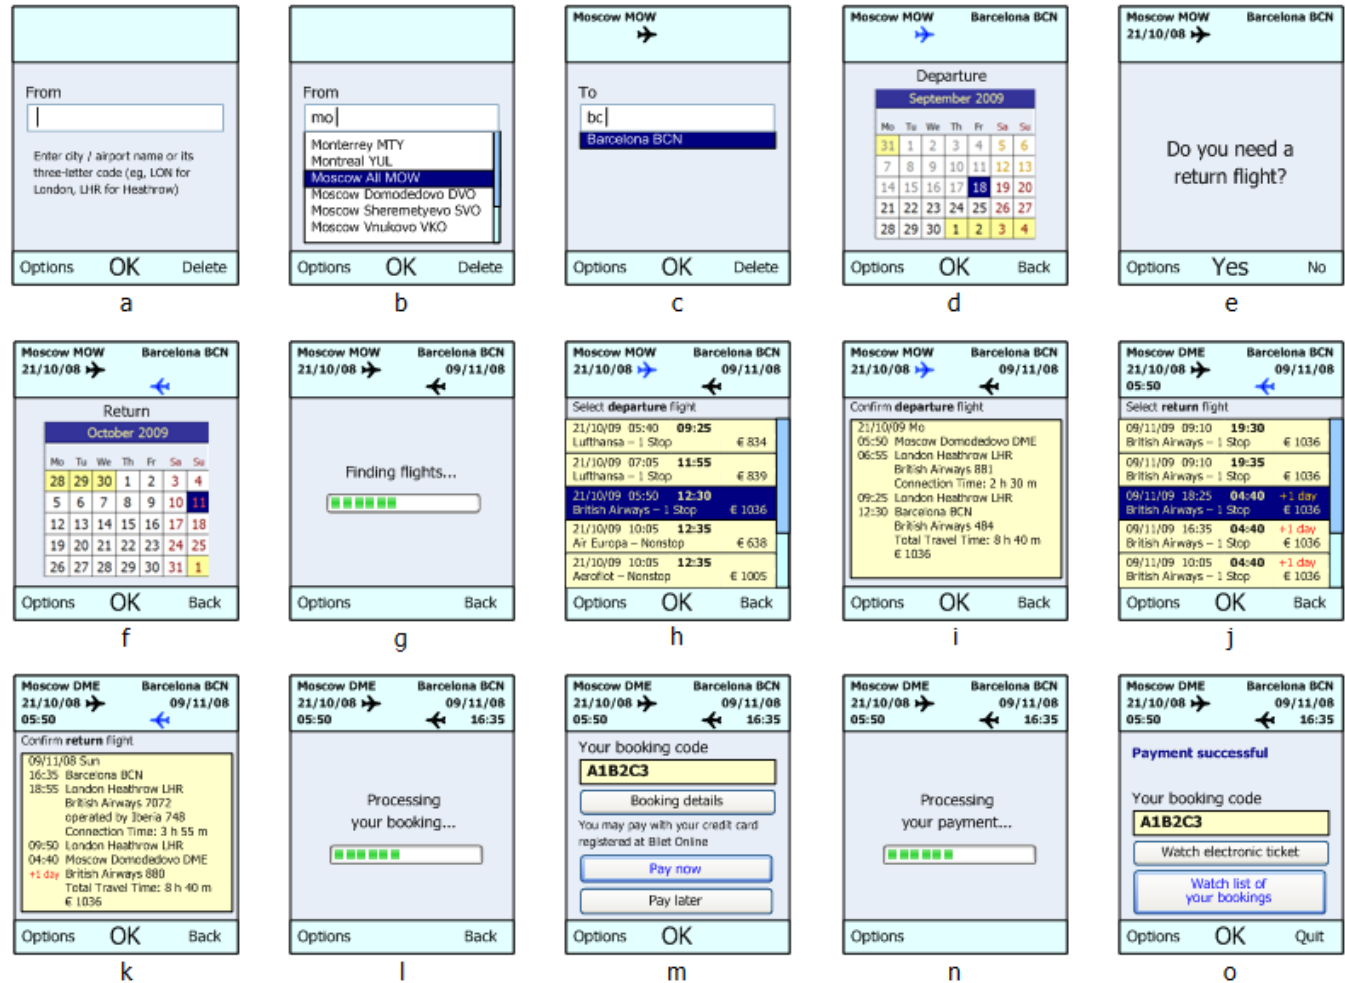 From
Enter city / airport name or its
three-letter code (eg, LON for
London, LHR for Heathrow)
Options OK Delete
a
From
mo
Monterrey MTY
Montreal YUL
Moscow All MOW
Moscow Domodedovo DVO
Moscow Sheremetyevo SVO
Moscow Vnukovo VKO
Options OK Delete
b
Moscow MOW
To
bc
Barcelona BCN
Options OK Delete
c
Moscow MOW Barcelona BCN
Departure
September 2009
Mo Tu We Th Fr Sa Su
31 1 2 3 4 5 6
7 8 9 10 11 12 13
14 15 16 17 18 19 20
21 22 23 24 25 26 27
28 29 30 1 2 3 4
Options OK Back
d
Moscow MOW Barcelona BCN
21/10/08
Do you need a
return flight?
Options Yes No
e
Moscow MOW Barcelona BCN
21/10/08
Return
October 2009
Mo Tu We Th Fr Sa Su
28 29 30 1 2 3 4
5 6 7 8 9 10 11
12 13 14 15 16 17 18
19 20 21 22 23 24 25
26 27 28 29 30 31 1
Options OK Back
f
Moscow MOW Barcelona BCN
21/10/08 09/11/08
Finding flights...
Options Back
g
Moscow MOW Barcelona BCN
21/10/08 09/11/08
Select departure flight
21/10/09 05:40 09:25
Lufthansa – 1 Stop € 834
21/10/09 07:05 11:55
Lufthansa – 1 Stop € 839
21/10/09 05:50 12:30
British Airways – 1 Stop € 1036
21/10/09 10:05 12:35
Air Europa – Nonstop € 638
21/10/09 10:05 12:35
Aeroflot – Nonstop € 1005
Options OK Back
h
Moscow MOW Barcelona BCN
21/10/08 09/11/08
Confirm departure flight
21/10/09 Mo
05:50 Moscow Domodedovo DME
06:55 London Heathrow LHR
British Airways 881
Connection Time: 2 h 30 m
09:25 London Heathrow LHR
12:30 Barcelona BCN
British Airways 484
Total Travel Time: 8 h 40 m
€ 1036
Options OK Back
i
Moscow DME Barcelona BCN
21/10/08 09/11/08
05:50
Select return flight
09/11/09 09:10 19:30
British Airways – 1 Stop € 1036
09/11/09 09:10 19:35
British Airways – 1 Stop € 1036
09/11/09 18:25 04:40 +1 day
British Airways – 1 Stop € 1036
09/11/09 16:35 04:40 +1 day
British Airways – 1 Stop € 1036
09/11/09 10:05 04:40 +1 day
British Airways – 1 Stop € 1036
Options OK Back
j
Moscow DME Barcelona BCN
21/10/08 09/11/08
05:50
Confirm return flight
09/11/08 Sun
16:35 Barcelona BCN
18:55 London Heathrow LHR
British Airways 7072
operated by Iberia 748
Connection Time: 3 h 55 m
09:50 London Heathrow LHR
04:40 Moscow Domodedovo DME
+1 day British Airways 880
Total Travel Time: 8 h 40 m
€ 1036
Options OK Back
k
Moscow DME Barcelona BCN
21/10/08 09/11/08
05:50 16:35
Processing
your booking...
Options Back
l
Moscow DME Barcelona BCN
21/10/08 09/11/08
05:50 16:35
Your booking code
A1B2C3
Booking details
You may pay with your credit card
registered at Bilet Online
Pay now
Pay later
Options OK
m
Moscow DME Barcelona BCN
21/10/08 09/11/08
05:50 16:35
Processing
your payment...
Options
n
Moscow DME Barcelona BCN
21/10/08 09/11/08
05:50 16:35
Payment successful
Your booking code
A1B2C3
Watch electronic ticket
Watch list of
your bookings
Options OK Quit
o